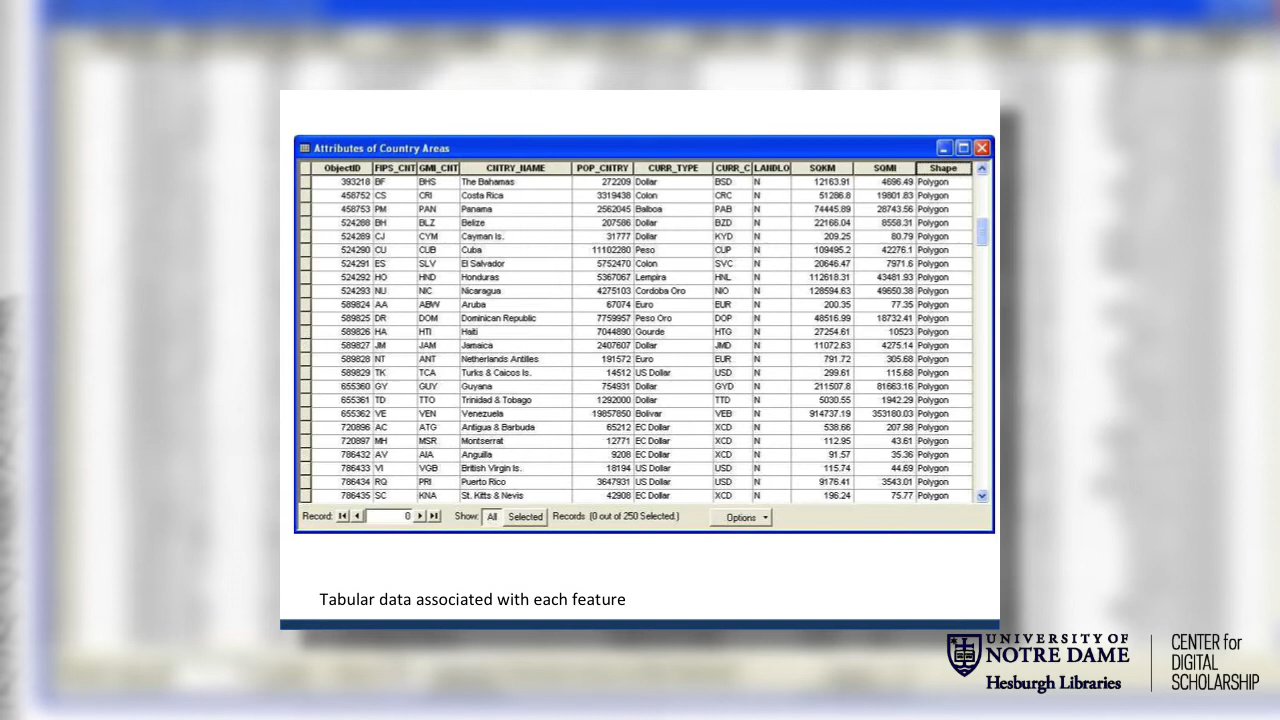 Attributes of Country Areas
ObjectID FIPS_CNT GMI_CNT CNTRY_NAME POP_CNTRY CURR_TYPE CURR_C LANDLO SQKM SQMI Shape
393218 BF BHS The Bahamas 272209 Dollar BSD N 12163.91 4696.49 Polygon
458752 CS CRI Costa Rica 3319438 Colon CRC N 51286.8 19801.83 Polygon
458753 PM PAN Panama 2562045 Balboa PAB N 74445.89 28743.56 Polygon
524288 BH BLZ Belize 207586 Dollar BZD N 22166.04 8558.31 Polygon
524289 CJ CYM Cayman Is. 31777 Dollar KYD N 209.25 80.79 Polygon
524290 CU CUB Cuba 11102280 Peso CUP N 109495.2 42276.1 Polygon
524291 ES SLV El Salvador 5752470 Colon SVC N 20646.47 7971.6 Polygon
524292 HO HND Honduras 5367067 Lempira HNL N 112618.31 43481.93 Polygon
524293 NU NIC Nicaragua 4275103 Cordoba Oro NIO N 128594.63 49650.38 Polygon
589824 AA ABW Aruba 67074 Euro EUR N 200.35 77.35 Polygon
589825 DR DOM Dominican Republic 7759957 Peso Oro DOP N 48516.99 18732.41 Polygon
589826 HA HTI Haiti 7044890 Gourde HTG N 27254.61 10523 Polygon
589827 JM JAM Jamaica 2407607 Dollar JMD N 11072.63 4275.14 Polygon
589828 NT ANT Netherlands Antilles 191572 Euro EUR N 791.72 305.68 Polygon
589829 TK TCA Turks & Caicos Is. 14512 US Dollar USD N 299.61 115.68 Polygon
655360 GY GUY Guyana 754931 Dollar GYD N 211507.8 81663.16 Polygon
655361 TD TTO Trinidad & Tobago 1292000 Dollar TTD N 5030.55 1942.29 Polygon
655362 VE VEN Venezuela 19857850 Bolivar VEB N 914737.19 353180.03 Polygon
720896 AC ATG Antigua & Barbuda 65212 EC Dollar XCD N 538.66 207.98 Polygon
720897 MH MSR Montserrat 12771 EC Dollar XCD N 112.95 43.61 Polygon
786432 AV AIA Anguilla 9208 EC Dollar XCD N 91.57 35.36 Polygon
786433 VI VGB British Virgin Is. 18194 US Dollar USD N 115.74 44.69 Polygon
786434 RQ PRI Puerto Rico 3647931 US Dollar USD N 9176.41 3543.01 Polygon
786435 SC KNA St. Kitts & Nevis 42908 EC Dollar XCD N 196.24 75.77 Polygon
Record: 0 Show: All Selected Records (0 out of 250 Selected.) Options
Tabular data associated with each feature
UNIVERSITY OF
NOTRE DAME
Hesburgh Libraries
CENTER for
DIGITAL
SCHOLARSHIP